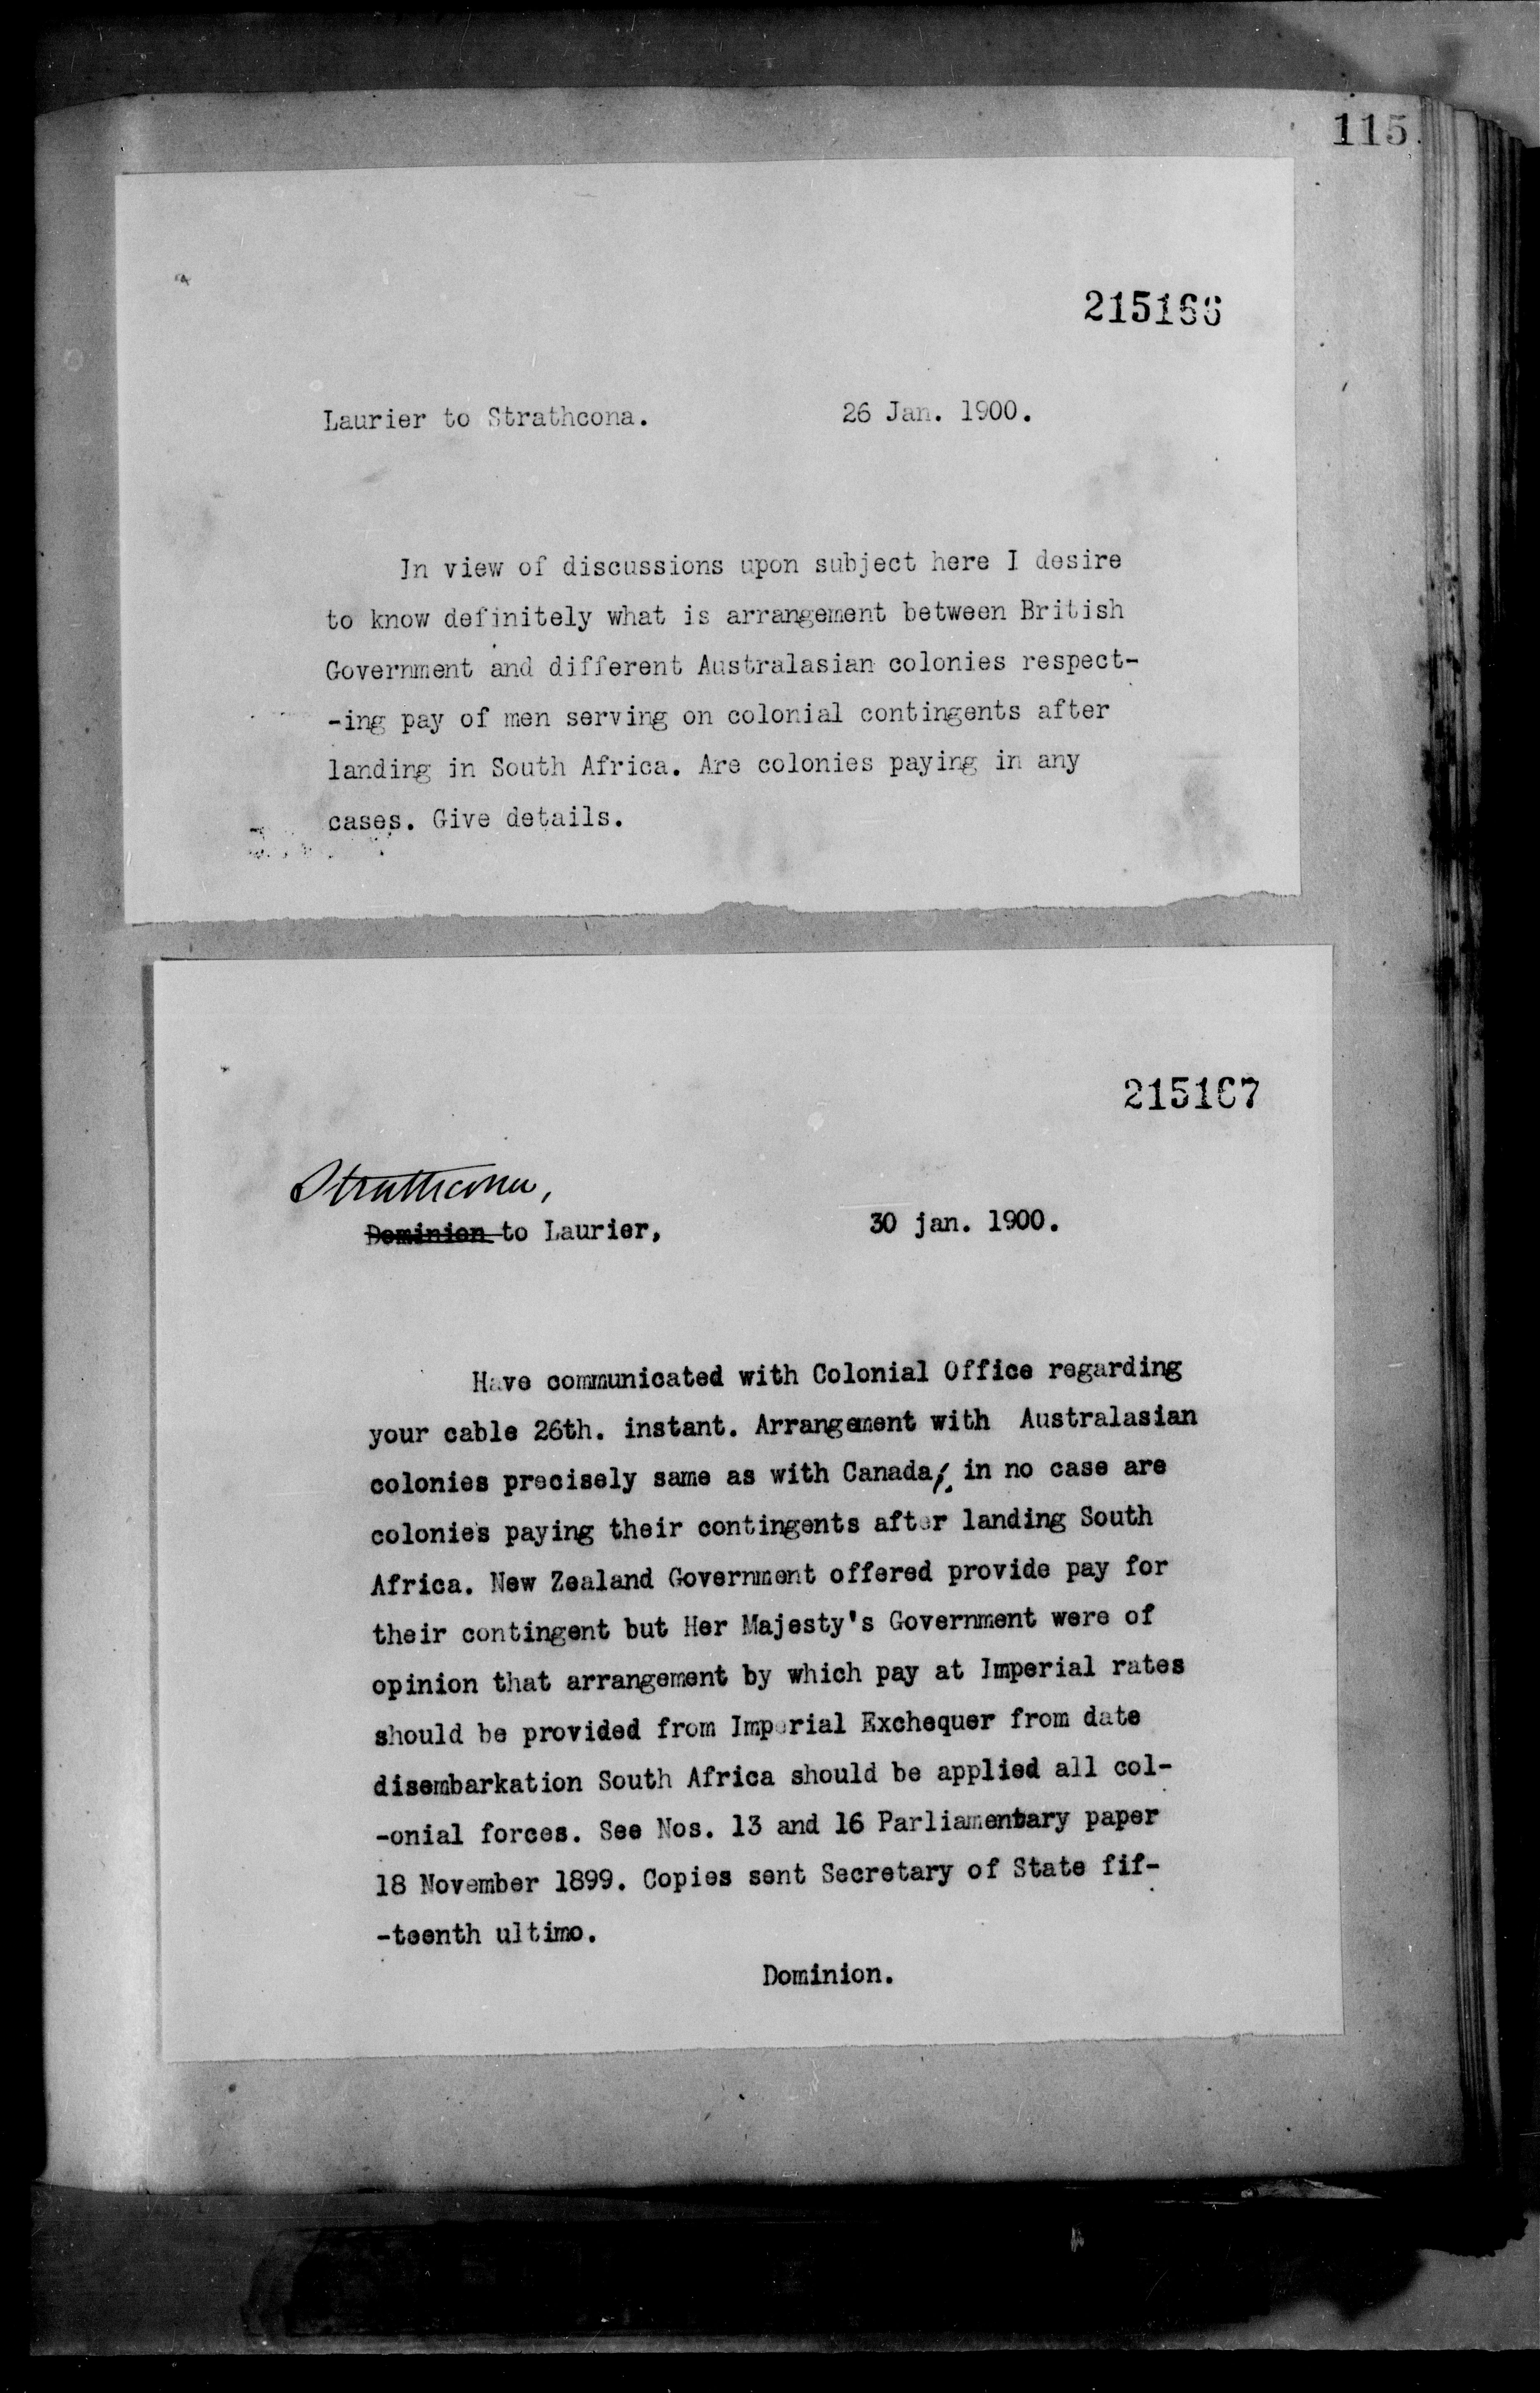 115.
215166
Laurier to Strathcona. 26 Jan. 1900.
In view of discussions upon subject here I desire
to know definitely what is arrangement between British
Government and different Australasian colonies respect-
-ing pay of men serving on colonial contingents after
landing in South Africa. Are colonies paying in any
cases. Give details.
215167
Strathcona,
Dominion to Laurier, 30 jan. 1900.
Have communicated with Colonial Office regarding
your cable 26th. instant. Arrangement with Australasian
colonies precisely same as with Canada; in no case are
colonies paying their contingents after landing South
Africa. New Zealand Government offered provide pay for
their contingent but Her Majesty's Government were of
opinion that arrangement by which pay at Imperial rates
should be provided from Imperial Exchequer from date
disembarkation South Africa should be applied all col-
-onial forces. See Nos. 13 and 16 Parliamentary paper
18 November 1899. Copies sent Secretary of State fif-
-teenth ultimo.
Dominion.